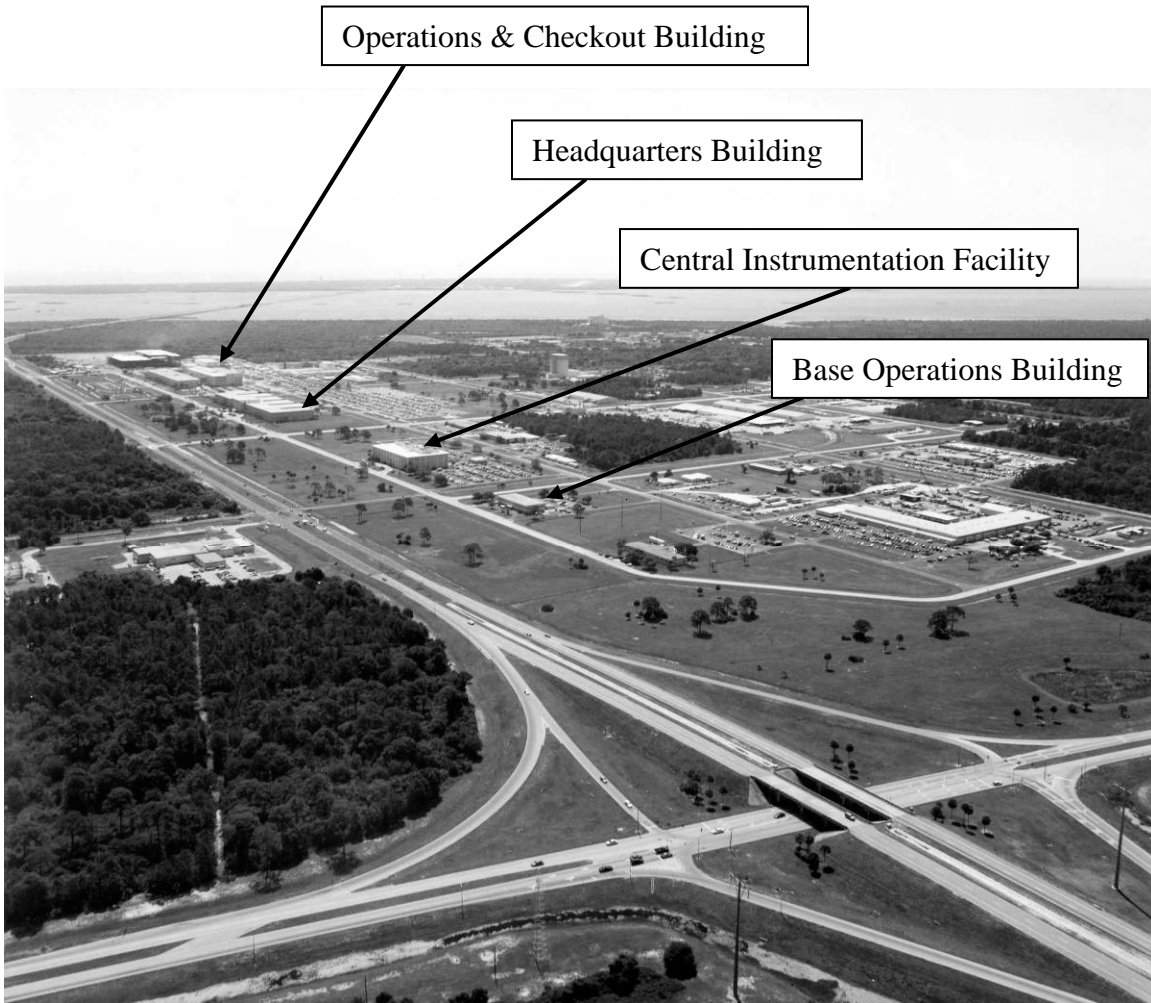 Operations & Checkout Building
Headquarters Building
Central Instrumentation Facility
Base Operations Building